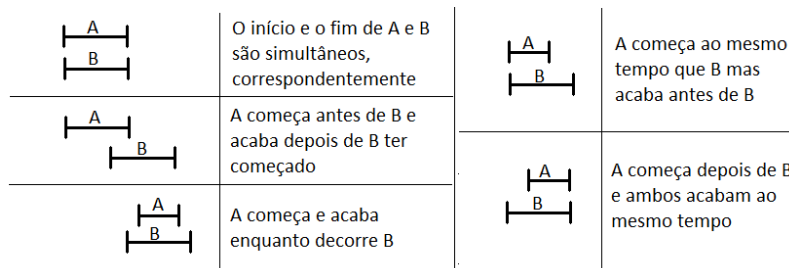 A
B
O início e o fim de A e B
são simultâneos,
correspondentemente
A
B
A começa antes de B e
acaba depois de B ter
começado
A
B
A começa e acaba
enquanto decorre B
A
B
A começa ao mesmo
tempo que B mas
acaba antes de B
A
B
A começa depois de B
e ambos acabam ao
mesmo tempo